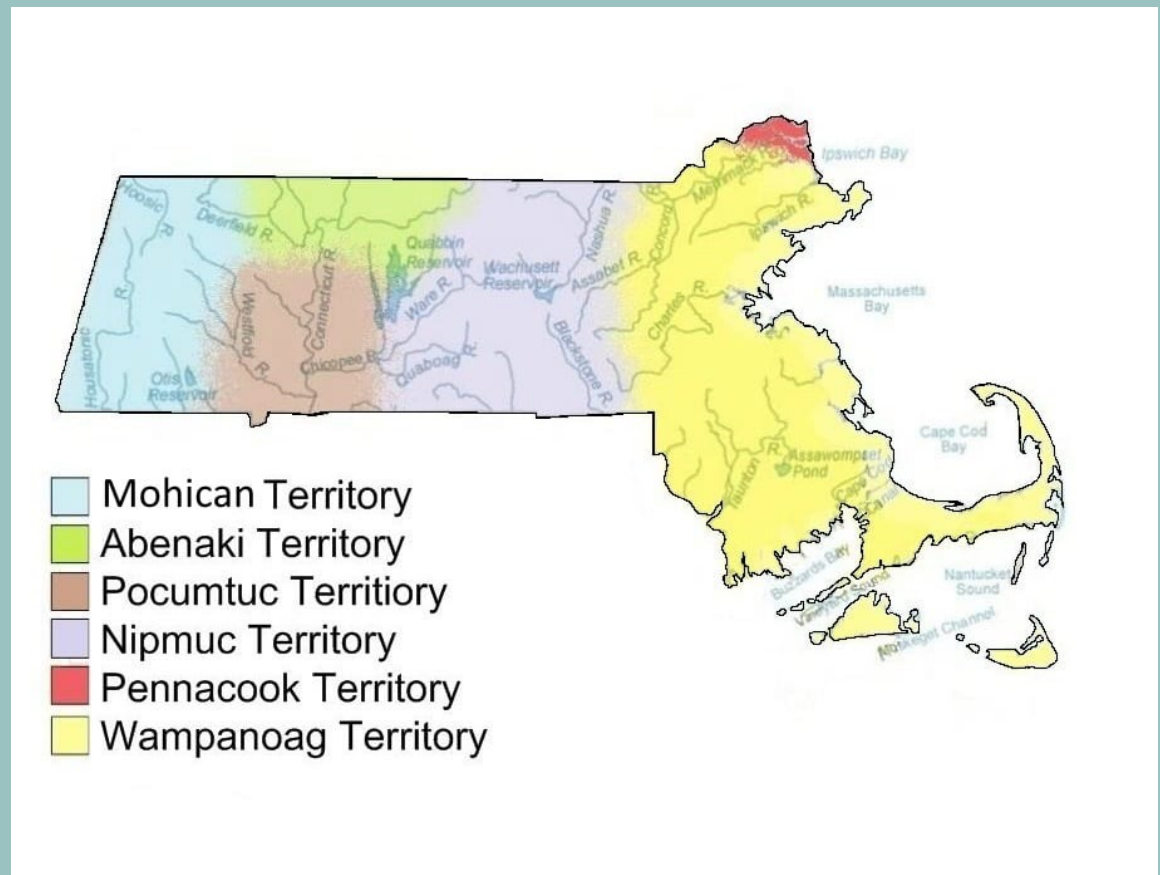 Ipswich Bay
Merrimack R.
Hoosic
R.
Deerfield R.
Nashua R.
Concord
Ipswich R.
Quabbin
Reservoir
Wachusett
Reservoir
Assabet R.
Ware R.
Massachusetts
Bay
Charles R.
R.
Westfield
R.
Connecticut R.
Chicopee R.
Quaboag R.
Blackstone R.
Housatonic
Otis
Reservoir
Cape Cod
Bay
Taunton R.
Assawompset
Pond
Cape Cod
Canal
Buzzards Bay
Vineyard Sound
Nantucket
Sound
Muskeget Channel
Mohican Territory
Abenaki Territory
Pocumtuc Territiory
Nipmuc Territory
Pennacook Territory
Wampanoag Territory